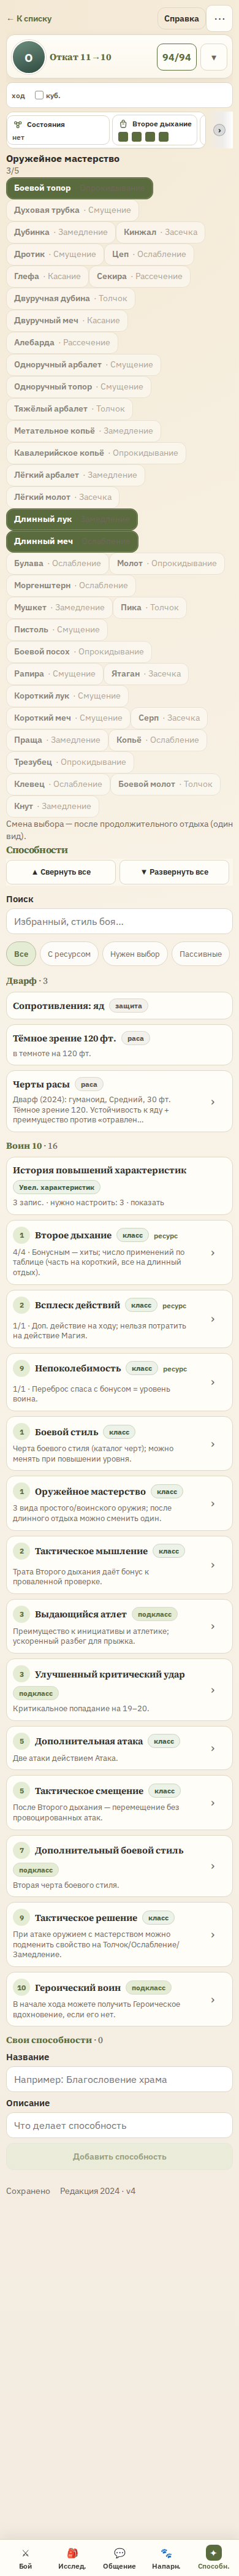 ← К списку
Справка
···
О
Откат 11→10
94/94
▾
ход
куб.
Состояния
нет
Второе дыхание
›
Оружейное мастерство
3/5
Боевой топор
Духовая трубка · Смущение
Дубинка · Замедление
Кинжал · Засечка
Дротик · Смущение
Цеп · Ослабление
Глефа · Касание
Секира · Рассечение
Двуручная дубина · Толчок
Двуручный меч · Касание
Алебарда · Рассечение
Одноручный арбалет · Смущение
Одноручный топор · Смущение
Тяжёлый арбалет · Толчок
Метательное копьё · Замедление
Кавалерийское копьё · Опрокидывание
Лёгкий арбалет · Замедление
Лёгкий молот · Засечка
Длинный лук
Длинный меч
Булава · Ослабление
Молот · Опрокидывание
Моргенштерн · Ослабление
Мушкет · Замедление
Пика · Толчок
Пистоль · Смущение
Боевой посох · Опрокидывание
Рапира · Смущение
Ятаган · Засечка
Короткий лук · Смущение
Короткий меч · Смущение
Серп · Засечка
Праща · Замедление
Копьё · Ослабление
Трезубец · Опрокидывание
Клевец · Ослабление
Боевой молот · Толчок
Кнут · Замедление
Смена выбора — после продолжительного отдыха (один
вид).
Способности
▲ Свернуть все
▼ Развернуть все
Поиск
Избранный, стиль боя…
Все
С ресурсом
Нужен выбор
Пассивные
Дварф · 3
Сопротивления: яд
защита
Тёмное зрение 120 фт.
раса
в темноте на 120 фт.
Черты расы
раса
Дварф (2024): гуманоид, Средний, 30 фт.
Тёмное зрение 120. Устойчивость к яду +
преимущество против «отравлен…
›
Воин 10 · 16
История повышений характеристик
Увел. характеристик
3 запис. · нужно настроить: 3 · показать
1 Второе дыхание класс ресурс
4/4 · Бонусным — хиты; число применений по
таблице (часть на короткий, все на длинный
отдых).
›
2 Всплеск действий класс ресурс
1/1 · Доп. действие на ходу; нельзя потратить
на действие Магия.
›
9 Непоколебимость класс ресурс
1/1 · Переброс спаса с бонусом = уровень
воина.
›
1 Боевой стиль класс
Черта боевого стиля (каталог черт); можно
менять при повышении уровня.
›
1 Оружейное мастерство класс
3 вида простого/воинского оружия; после
длинного отдыха можно сменить один.
›
2 Тактическое мышление класс
Трата Второго дыхания даёт бонус к
проваленной проверке.
›
3 Выдающийся атлет подкласс
Преимущество к инициативы и атлетике;
ускоренный разбег для прыжка.
›
3 Улучшенный критический удар
подкласс
Критическое попадание на 19–20.
›
5 Дополнительная атака класс
Две атаки действием Атака.
›
5 Тактическое смещение класс
После Второго дыхания — перемещение без
провоцированных атак.
›
7 Дополнительный боевой стиль
подкласс
Вторая черта боевого стиля.
›
9 Тактическое решение класс
При атаке оружием с мастерством можно
подменить свойство на Толчок/Ослабление/
Замедление.
›
10 Героический воин подкласс
В начале хода можете получить Героическое
вдохновение, если его нет.
›
Свои способности · 0
Название
Например: Благословение храма
Описание
Что делает способность
Добавить способность
Сохранено
Редакция 2024 · v4
Бой
Исслед.
Общение
Напарн.
Способн.